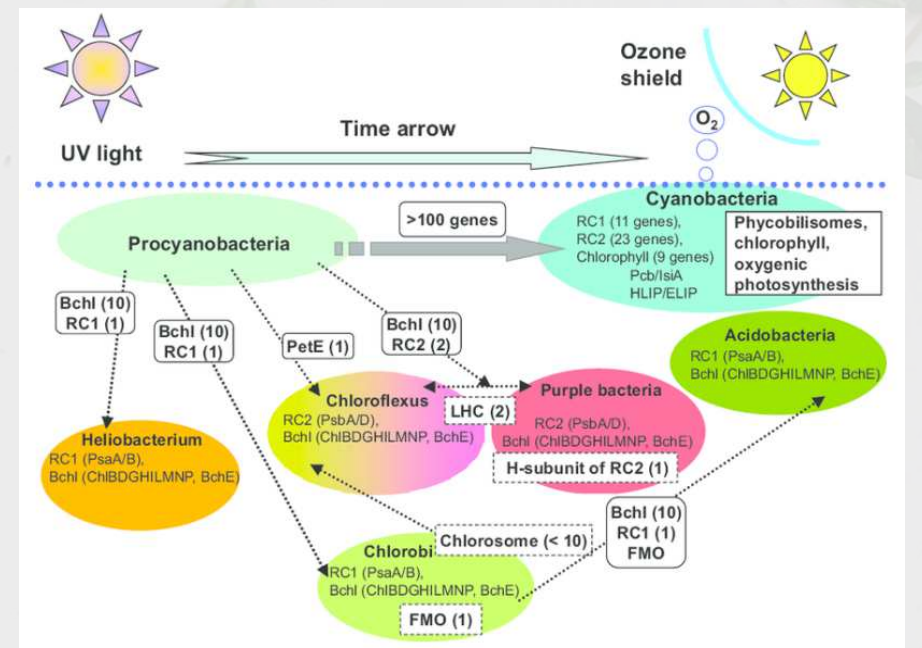 Ozone
shield
O₂
Time arrow
UV light
Cyanobacteria
RC1 (11 genes),
RC2 (23 genes),
Chlorophyll (9 genes)
Pcb/IsiA
HLIP/ELIP
Phycobilisomes,
chlorophyll,
oxygenic
photosynthesis
>100 genes
Procyanobacteria
Bchl (10)
RC1 (1)
Bchl (10)
RC1 (1)
PetE (1)
Bchl (10)
RC2 (2)
Acidobacteria
RC1 (PsaA/B),
Bchl (ChlBDGHILMNP, BchE)
Chloroflexus
RC2 (PsbA/D),
Bchl (ChlBDGHILMNP, BchE)
LHC (2)
Purple bacteria
RC2 (PsbA/D),
Bchl (ChlBDGHILMNP, BchE)
H-subunit of RC2 (1)
Heliobacterium
RC1 (PsaA/B),
Bchl (ChlBDGHILMNP, BchE)
Bchl (10)
RC1 (1)
FMO
Chlorosome (< 10)
Chlorobi
RC1 (PsaA/B),
Bchl (ChlBDGHILMNP, BchE)
FMO (1)